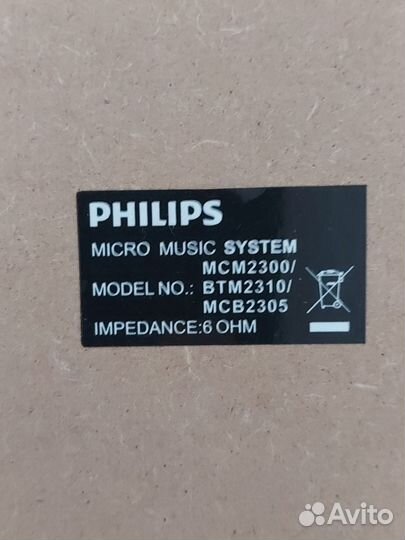 PHILIPS
MICRO MUSIC SYSTEM
MCM2300/
MODEL NO.: BTM2310/
MCB2305
IMPEDANCE:6 OHM
Avito